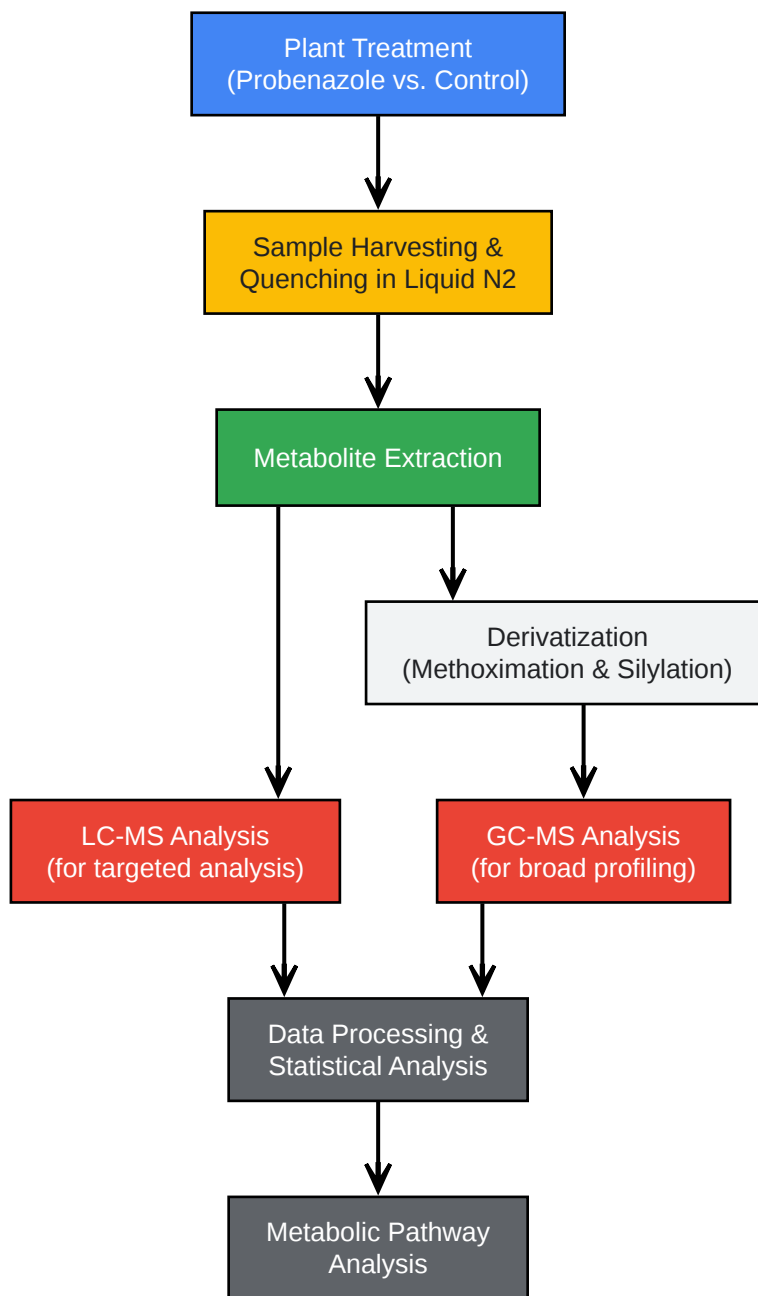 Plant Treatment
(Probenazole vs. Control)
Sample Harvesting &
Quenching in Liquid N2
Metabolite Extraction
Derivatization
(Methoximation & Silylation)
LC-MS Analysis
(for targeted analysis)
GC-MS Analysis
(for broad profiling)
Data Processing &
Statistical Analysis
Metabolic Pathway
Analysis